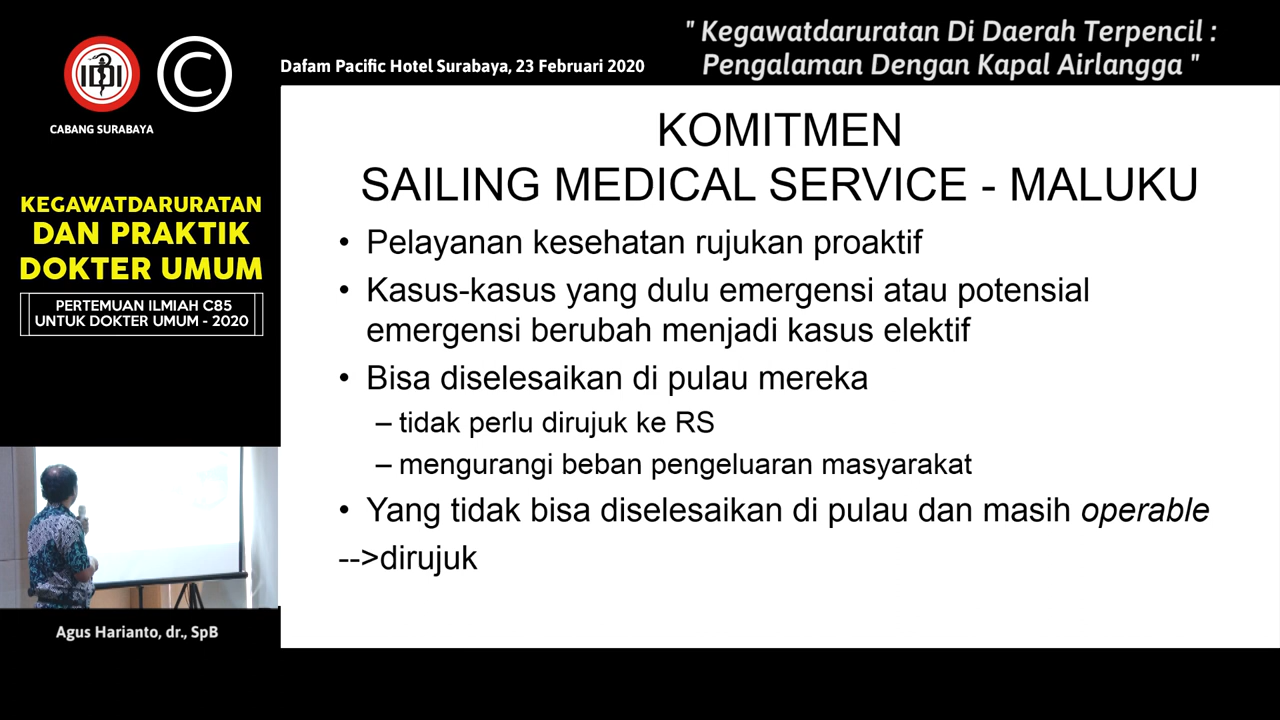 IDI
C
CABANG SURABAYA
Dafam Pacific Hotel Surabaya, 23 Februari 2020
" Kegawatdaruratan Di Daerah Terpencil :
Pengalaman Dengan Kapal Airlangga "
KEGAWATDARURATAN
DAN PRAKTIK
DOKTER UMUM
PERTEMUAN ILMIAH C85
UNTUK DOKTER UMUM - 2020
KOMITMEN
SAILING MEDICAL SERVICE - MALUKU
• Pelayanan kesehatan rujukan proaktif
• Kasus-kasus yang dulu emergensi atau potensial
emergensi berubah menjadi kasus elektif
• Bisa diselesaikan di pulau mereka
– tidak perlu dirujuk ke RS
– mengurangi beban pengeluaran masyarakat
• Yang tidak bisa diselesaikan di pulau dan masih operable
-->dirujuk
Agus Harianto, dr., SpB